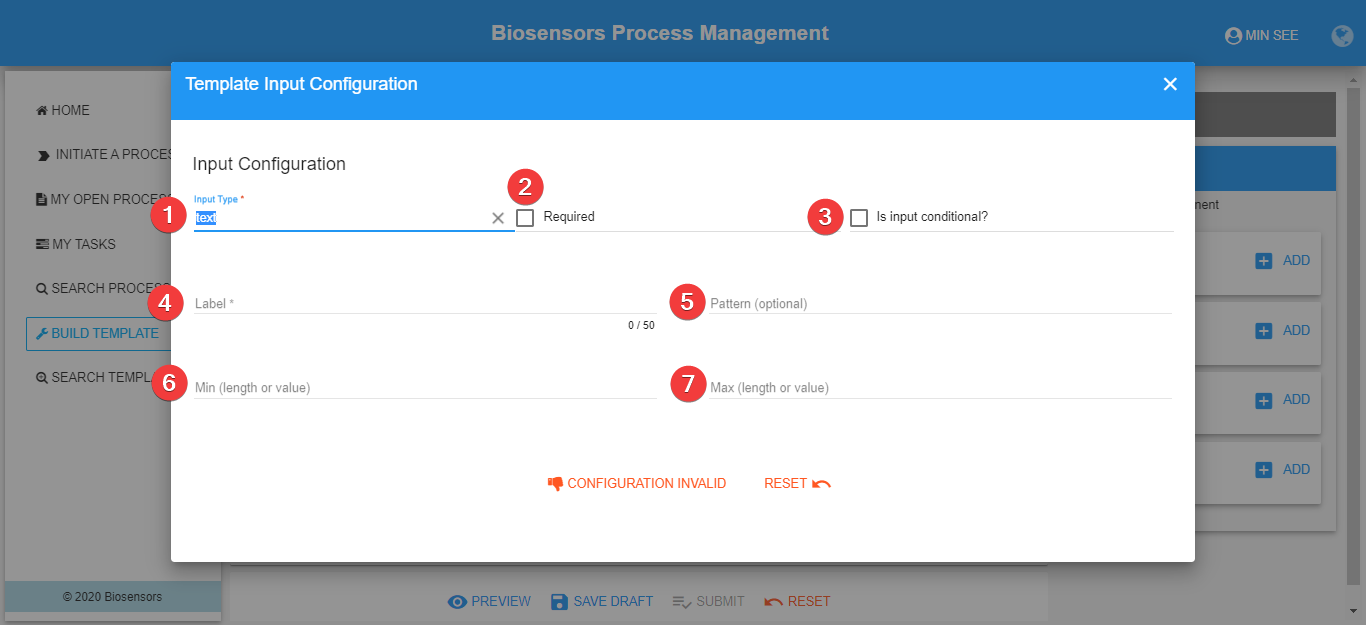 Biosensors Process Management
MIN SEE
Template Input Configuration
HOME
INITIATE A PROCES
Input Configuration
MY OPEN PROCES
Input Type *
2
1
text
Required
3
Is input conditional?
nent
MY TASKS
ADD
SEARCH PROCES
4
Label *
5
Pattern (optional)
0 / 50
BUILD TEMPLATE
ADD
SEARCH TEMPL
6
Min (length or value)
7
Max (length or value)
ADD
CONFIGURATION INVALID
RESET
ADD
© 2020 Biosensors
PREVIEW
SAVE DRAFT
SUBMIT
RESET